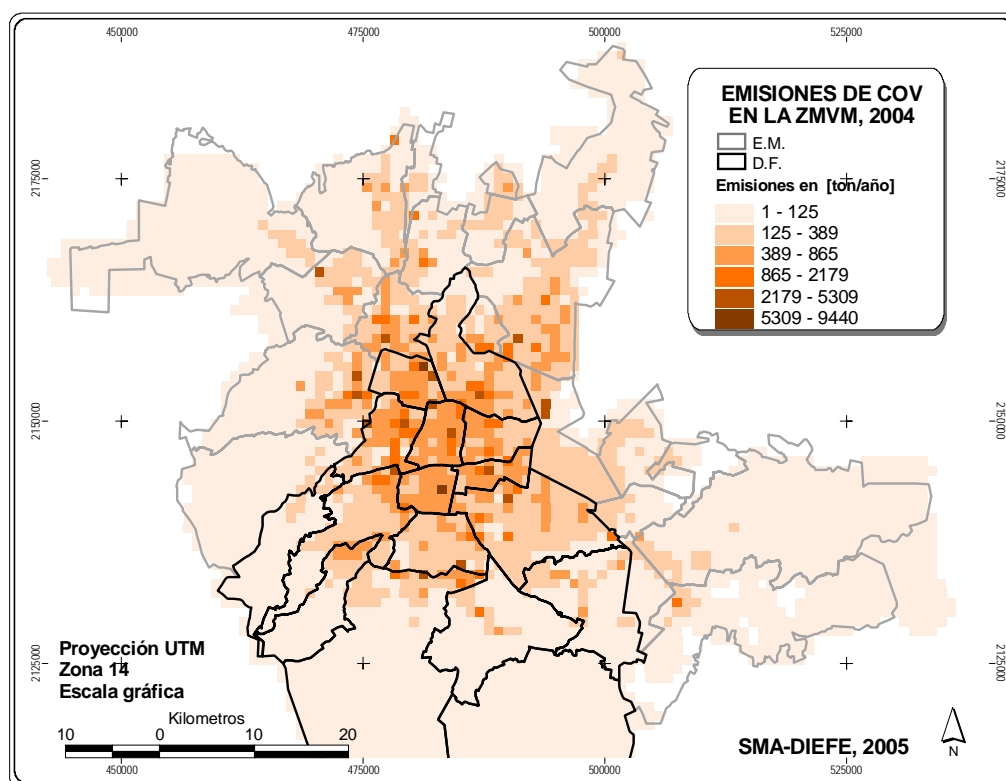 450000 475000 500000 525000
EMISIONES DE COV
EN LA ZMVM, 2004
E.M.
D.F.
Emisiones en [ton/año]
1 - 125
125 - 389
389 - 865
865 - 2179
2179 - 5309
5309 - 9440
2175000 2175000
2150000 2150000
2125000 2125000
Proyección UTM
Zona 14
Escala gráfica
Kilometros
10 0 10 20
SMA-DIEFE, 2005
N
450000 475000 500000 525000